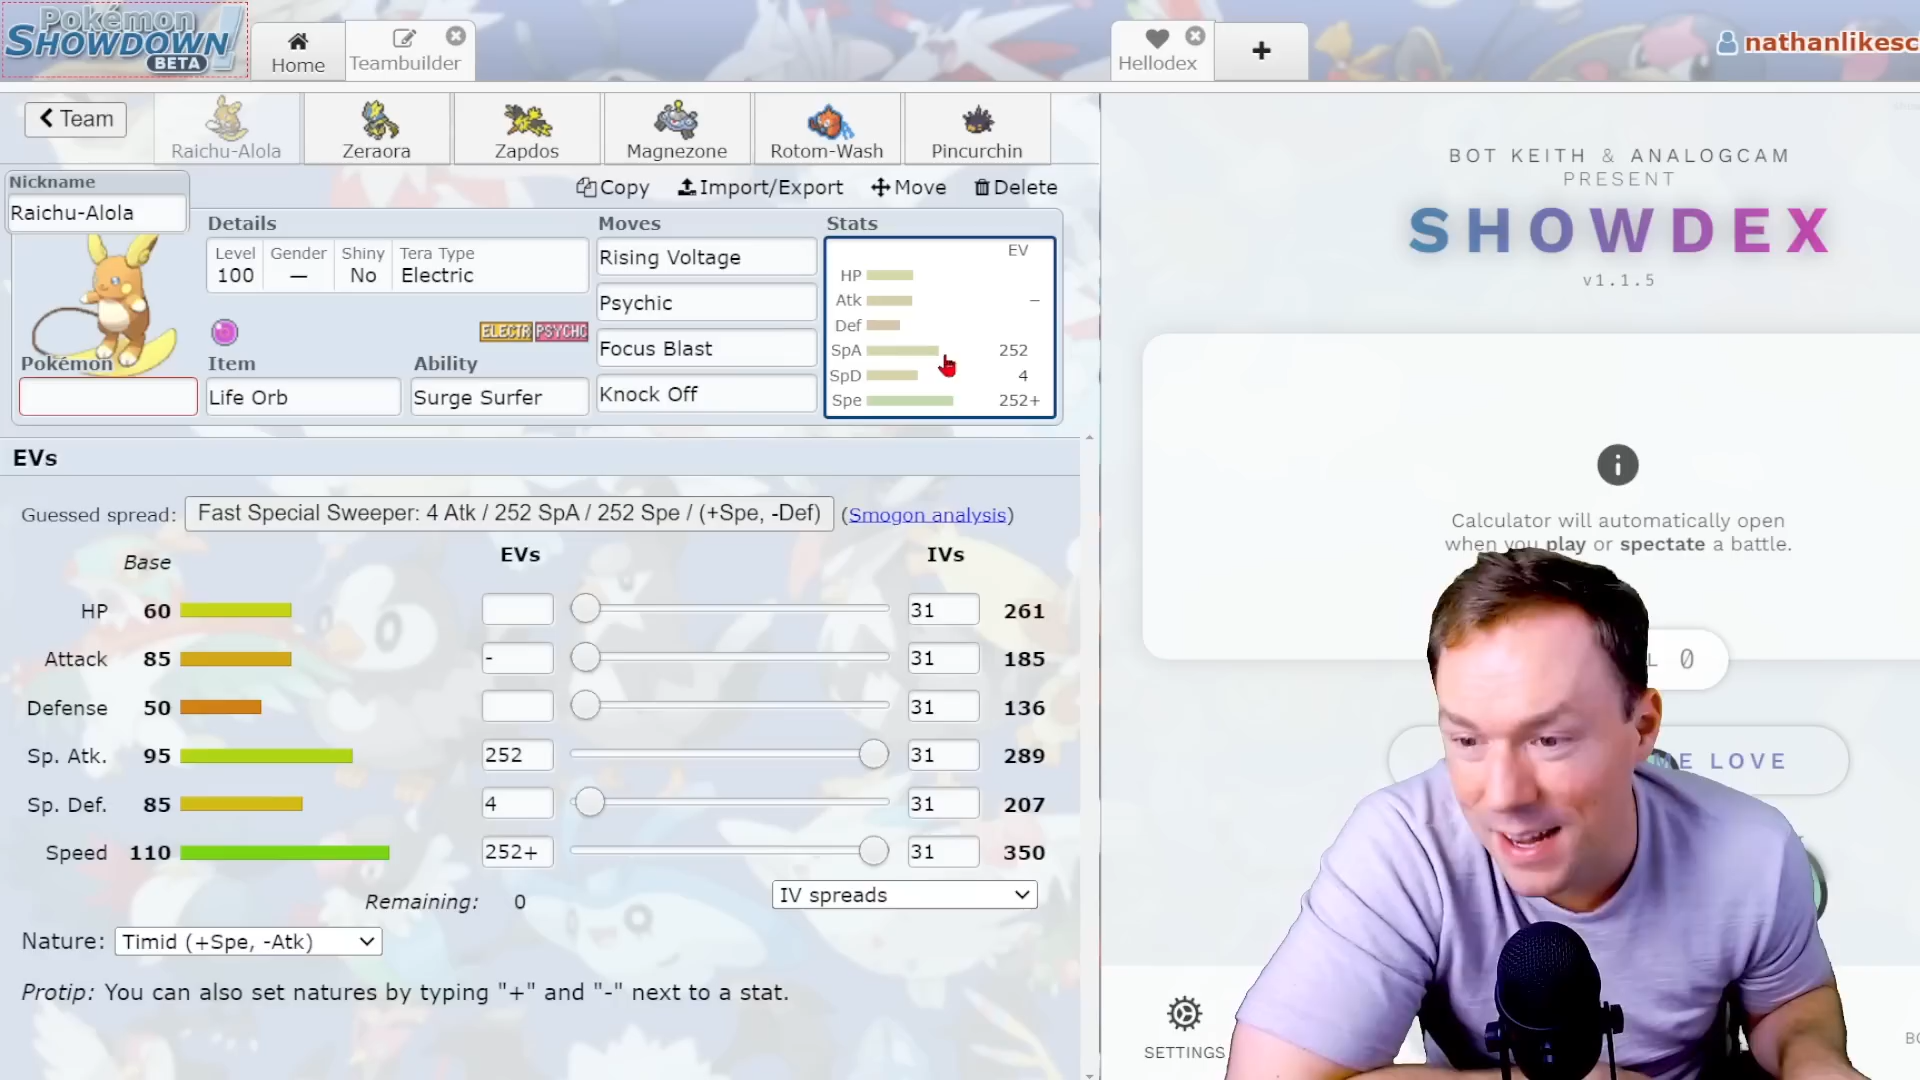 Pokémon
SHOWDOWN!
BETA
Home
Teambuilder
Hellodex
+
nathanlikesc
Team
Raichu-Alola
Zeraora
Zapdos
Magnezone
Rotom-Wash
Pincurchin
Copy
Import/Export
Move
Delete
Nickname
Raichu-Alola
Pokémon
Details
Level
100
Gender
—
Shiny
No
Tera Type
Electric
ELECTR
PSYCHC
Item
Life Orb
Ability
Surge Surfer
Moves
Rising Voltage
Psychic
Focus Blast
Knock Off
Stats
EV
HP
Atk –
Def
SpA 252
SpD 4
Spe 252+
EVs
Guessed spread: Fast Special Sweeper: 4 Atk / 252 SpA / 252 Spe / (+Spe, -Def) (Smogon analysis)
Base EVs IVs
HP 60 31 261
Attack 85 - 31 185
Defense 50 31 136
Sp. Atk. 95 252 31 289
Sp. Def. 85 4 31 207
Speed 110 252+ 31 350
Remaining: 0
IV spreads
Nature: Timid (+Spe, -Atk)
Protip: You can also set natures by typing "+" and "-" next to a stat.
BOT KEITH & ANALOGCAM
PRESENT
SHOWDEX
v1.1.5
Calculator will automatically open
when you play or spectate a battle.
L 0
ME LOVE
SETTINGS